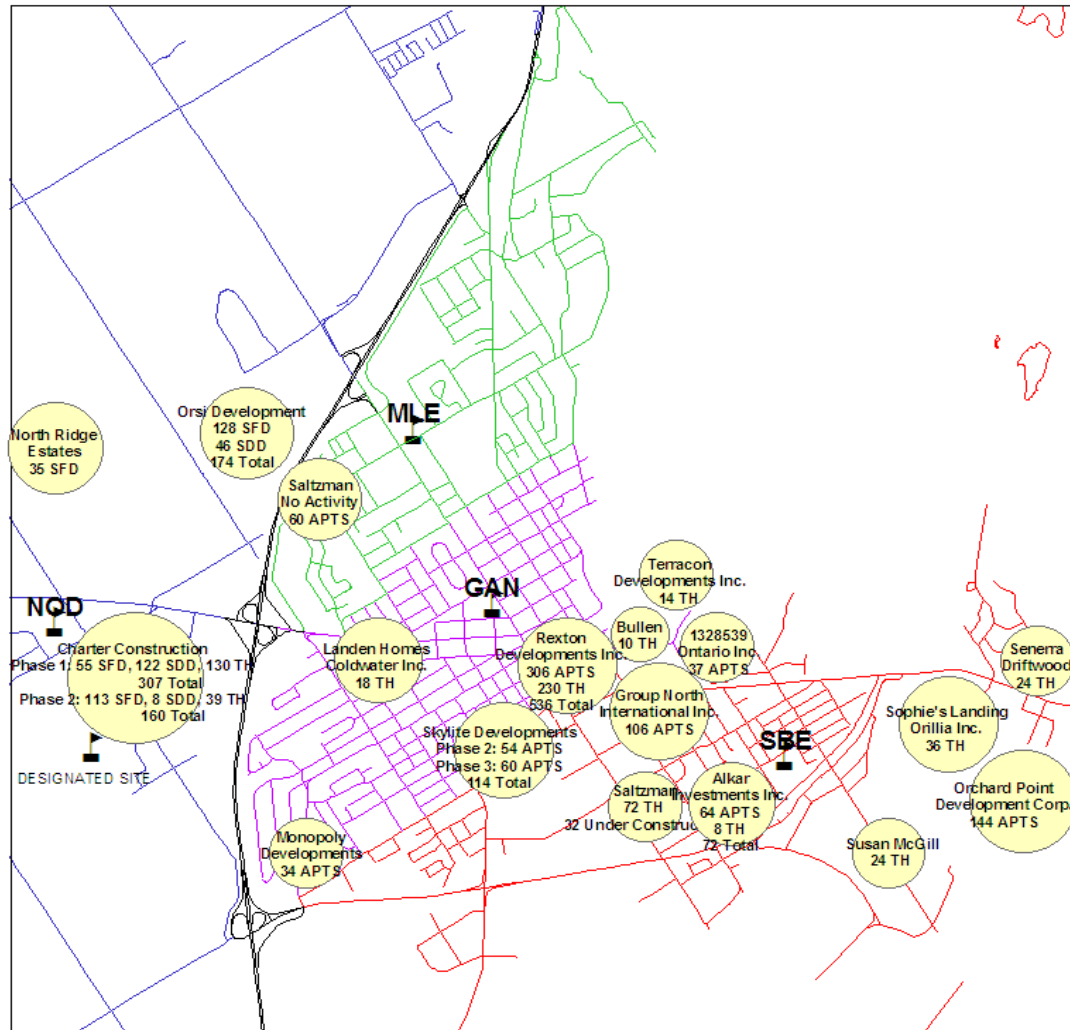 MLE
Orsi Development
128 SFD
46 SDD
174 Total
North Ridge
Estates
35 SFD
Saltzman
No Activity
60 APTS
GAN
Terracon
Developments Inc.
14 TH
NOD
Charter Construction
Phase 1: 55 SFD, 122 SDD, 130 TH
307 Total
Phase 2: 113 SFD, 8 SDD, 39 TH
160 Total
DESIGNATED SITE
Landen Homes
Coldwater Inc.
18 TH
Rexton
Developments Inc.
306 APTS
230 TH
536 Total
Bullen
10 TH
1328539
Ontario Inc
37 APTS
Group North
International Inc.
106 APTS
Senerra
Driftwood
24 TH
Sophie's Landing
Orillia Inc.
36 TH
Skylite Developments
Phase 2: 54 APTS
Phase 3: 60 APTS
114 Total
SBE
Saltzman
72 TH
32 Under Construc
Alkar
Investments Inc.
64 APTS
8 TH
72 Total
Orchard Point
Development Corp.
144 APTS
Monopoly
Developments
34 APTS
Susan McGill
24 TH